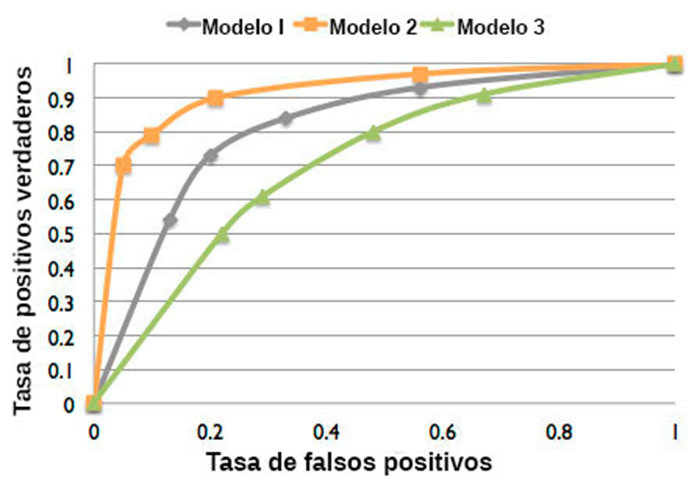 Modelo I Modelo 2 Modelo 3
Tasa de positivos verdaderos
I
0.9
0.8
0.7
0.6
0.5
0.4
0.3
0.2
0.1
0
0 0.2 0.4 0.6 0.8 I
Tasa de falsos positivos